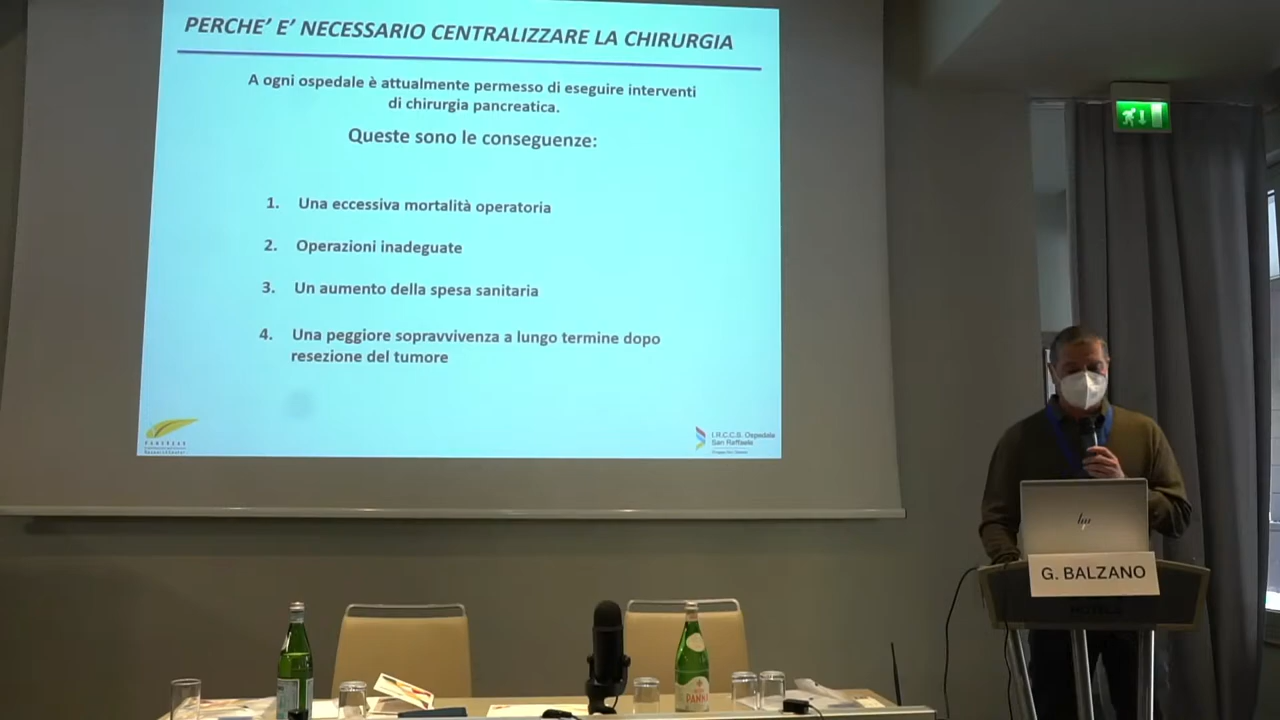 PERCHE’ E’ NECESSARIO CENTRALIZZARE LA CHIRURGIA
A ogni ospedale è attualmente permesso di eseguire interventi
di chirurgia pancreatica.
Queste sono le conseguenze:
1. Una eccessiva mortalità operatoria
2. Operazioni inadeguate
3. Un aumento della spesa sanitaria
4. Una peggiore sopravvivenza a lungo termine dopo
resezione del tumore
I.R.C.C.S. Ospedale
San Raffaele
hp
G. BALZANO
PANNA